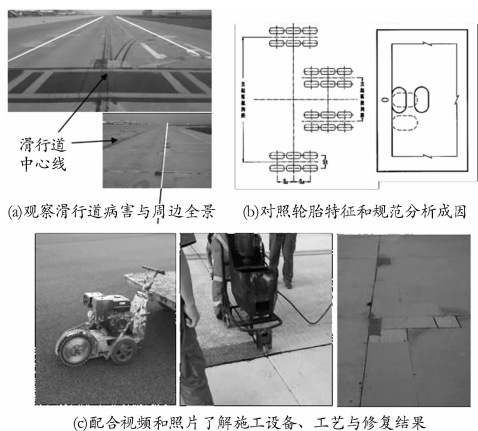 滑行道
中心线
(a)观察滑行道病害与周边全景
(b)对照轮胎特征和规范分析成因
(c)配合视频和照片了解施工设备、工艺与修复结果